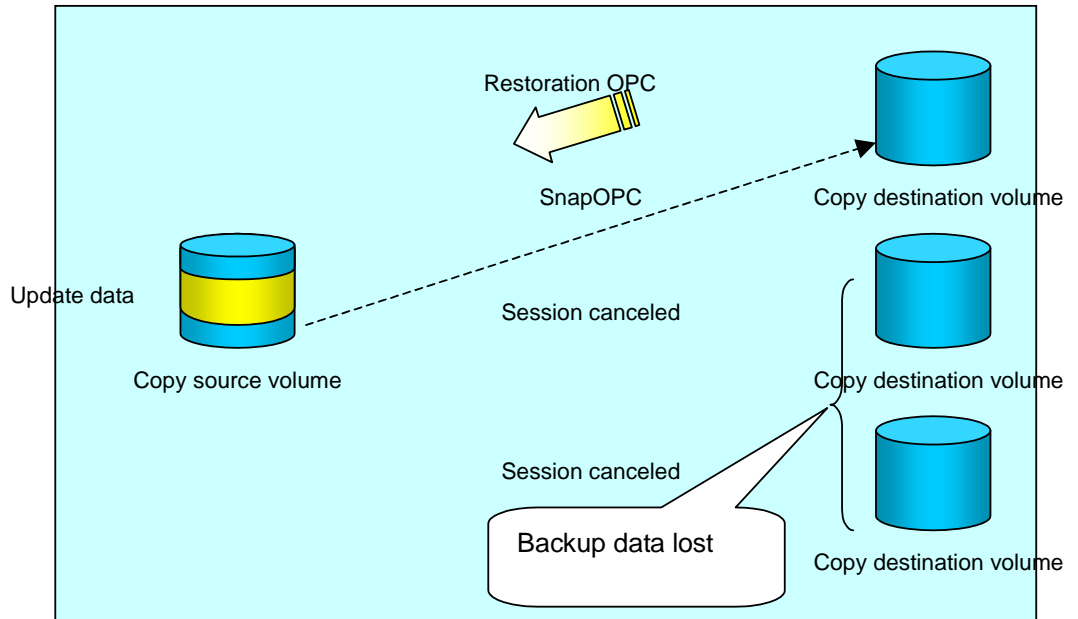 Restoration OPC
SnapOPC
Copy destination volume
Update data
Session canceled
Copy source volume
Copy destination volume
Session canceled
Backup data lost
Copy destination volume